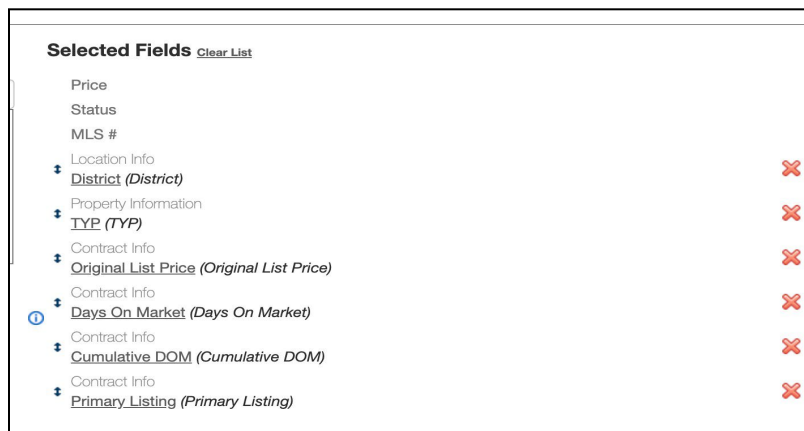 Selected Fields Clear List
Price
Status
MLS #
Location Info
District (District)
Property Information
TYP (TYP)
Contract Info
Original List Price (Original List Price)
Contract Info
Days On Market (Days On Market)
Contract Info
Cumulative DOM (Cumulative DOM)
Contract Info
Primary Listing (Primary Listing)